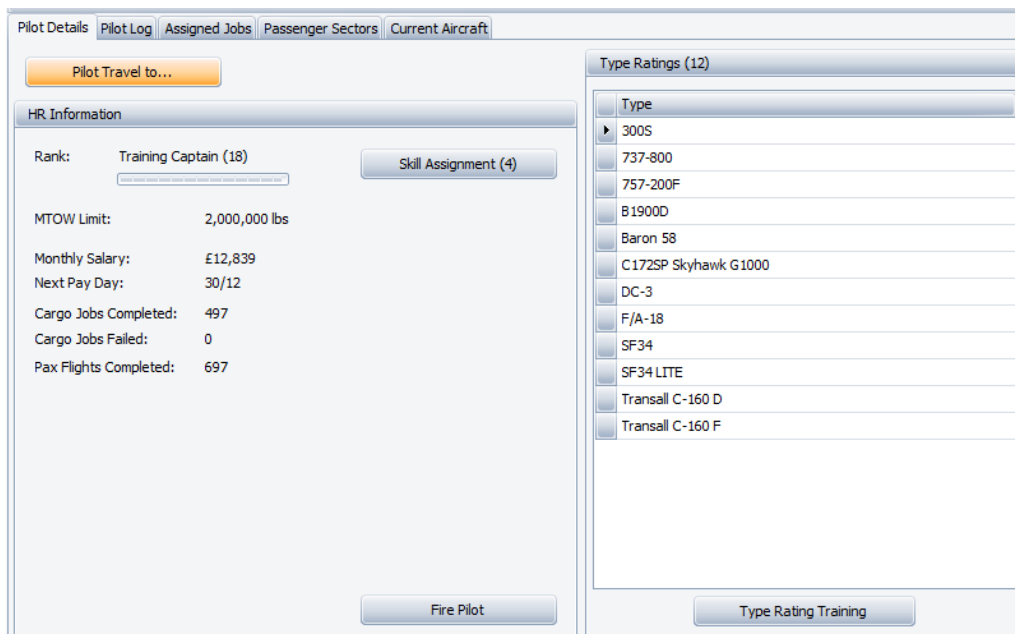 Pilot Details Pilot Log Assigned Jobs Passenger Sectors Current Aircraft
Pilot Travel to...
HR Information
Rank: Training Captain (18)
Skill Assignment (4)
MTOW Limit: 2,000,000 lbs
Monthly Salary: £12,839
Next Pay Day: 30/12
Cargo Jobs Completed: 497
Cargo Jobs Failed: 0
Pax Flights Completed: 697
Fire Pilot
Type Ratings (12)
Type
300S
737-800
757-200F
B1900D
Baron 58
C172SP Skyhawk G1000
DC-3
F/A-18
SF34
SF34 LITE
Transall C-160 D
Transall C-160 F
Type Rating Training